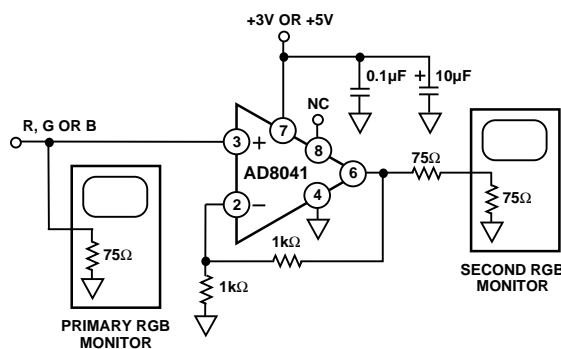 +3V OR +5V
0.1µF
+
10µF
NC
R, G OR B
3
+
7
8
AD8041
6
75Ω
2
–
4
75Ω
75Ω
1kΩ
1kΩ
PRIMARY RGB
MONITOR
SECOND RGB
MONITOR